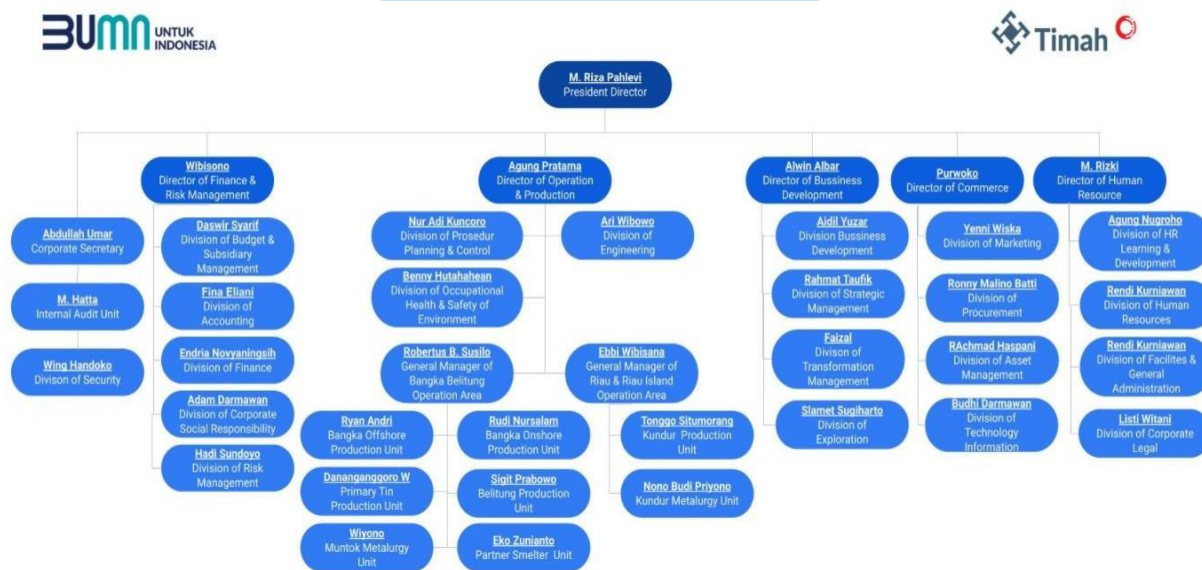 BUMN UNTUK
INDONESIA
Timah
M. Riza Pahlevi
President Director
Wibisono
Director of Finance &
Risk Management
Agung Pratama
Director of Operation
& Production
Alwin Albar
Director of Bussiness
Development
Purwoko
Director of Commerce
M. Rizki
Director of Human
Resource
Abdullah Umar
Corporate Secretary
M. Hatta
Internal Audit Unit
Wing Handoko
Divison of Security
Daswir Syarif
Division of Budget &
Subsidiary
Management
Fina Eliani
Division of
Accounting
Endria Novyaningsih
Division of Finance
Adam Darmawan
Division of Corporate
Social Responsibility
Hadi Sundoyo
Division of Risk
Management
Nur Adi Kuncoro
Division of Prosedur
Planning & Control
Ari Wibowo
Division of
Engineering
Benny Hutahahean
Division of Occupational
Health & Safety of
Environment
Robertus B. Susilo
General Manager of
Bangka Belitung
Operation Area
Ebbi Wibisana
General Manager of
Riau & Riau Island
Operation Area
Ryan Andri
Bangka Offshore
Production Unit
Rudi Nursalam
Bangka Onshore
Production Unit
Dananganggoro W
Primary Tin
Production Unit
Sigit Prabowo
Belitung Production
Unit
Wiyono
Muntok Metalurgy
Unit
Eko Zunianto
Partner Smelter Unit
Tonggo Situmorang
Kundur Production
Unit
Nono Budi Priyono
Kundur Metalurgy Unit
Aidil Yuzar
Division Bussiness
Development
Rahmat Taufik
Division of Strategic
Management
Faizal
Divison of
Transformation
Management
Slamet Sugiharto
Division of
Exploration
Yenni Wiska
Division of Marketing
Ronny Malino Batti
Division of
Procurement
RAchmad Haspani
Division of Asset
Management
Budhi Darmawan
Division of
Technology
Information
Agung Nugroho
Division of HR
Learning &
Development
Rendi Kurniawan
Division of Human
Resources
Rendi Kurniawan
Division of Facilites &
General
Administration
Listi Witani
Division of Corporate
Legal